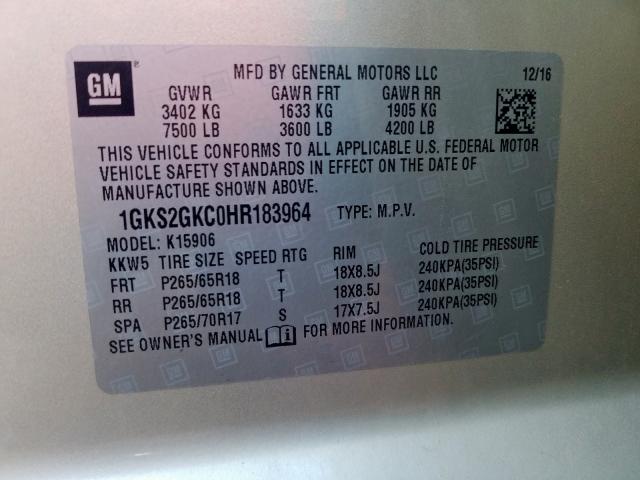 GM
MFD BY GENERAL MOTORS LLC 12/16
GVWR GAWR FRT GAWR RR
3402 KG 1633 KG 1905 KG
7500 LB 3600 LB 4200 LB
THIS VEHICLE CONFORMS TO ALL APPLICABLE U.S. FEDERAL MOTOR
VEHICLE SAFETY STANDARDS IN EFFECT ON THE DATE OF
MANUFACTURE SHOWN ABOVE.
1GKS2GKC0HR183964 TYPE: M.P.V.
MODEL: K15906
KKW5 TIRE SIZE SPEED RTG RIM COLD TIRE PRESSURE
FRT P265/65R18 T 18X8.5J 240KPA(35PSI)
RR P265/65R18 T 18X8.5J 240KPA(35PSI)
SPA P265/70R17 S 17X7.5J 240KPA(35PSI)
SEE OWNER'S MANUAL FOR MORE INFORMATION.